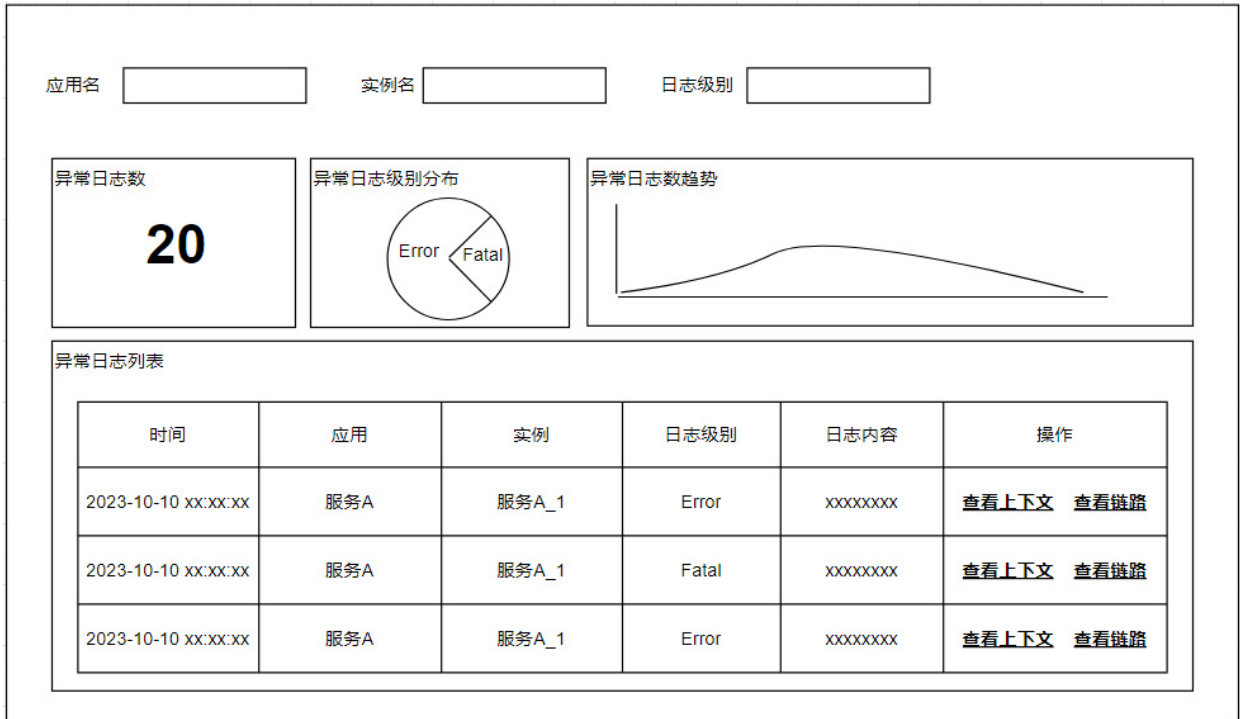 应用名 实例名 日志级别
异常日志数 异常日志级别分布 异常日志数趋势
20
Error Fatal
异常日志列表
时间 应用 实例 日志级别 日志内容 操作
2023-10-10 xx:xx:xx 服务A 服务A_1 Error xxxxxxxx 查看上下文 查看链路
2023-10-10 xx:xx:xx 服务A 服务A_1 Fatal xxxxxxxx 查看上下文 查看链路
2023-10-10 xx:xx:xx 服务A 服务A_1 Error xxxxxxxx 查看上下文 查看链路